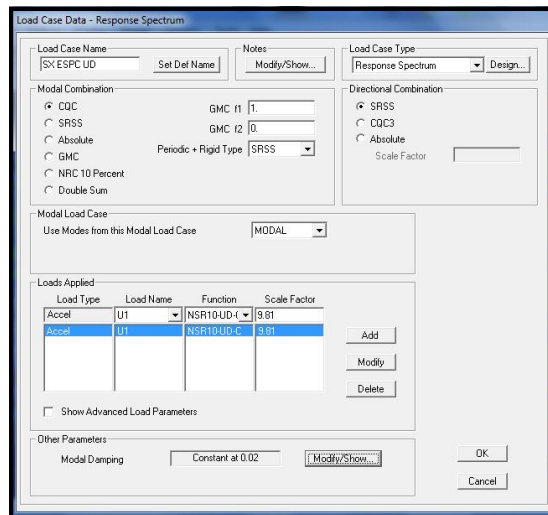 Load Case Data - Response Spectrum
Load Case Name
SX ESPC UD
Set Def Name
Notes
Modify/Show...
Load Case Type
Response Spectrum
Design...
Modal Combination
CQC
SRSS
Absolute
GMC
NRC 10 Percent
Double Sum
GMC f1 1.
GMC f2 0.
Periodic + Rigid Type SRSS
Directional Combination
SRSS
CQC3
Absolute
Scale Factor
Modal Load Case
Use Modes from this Modal Load Case MODAL
Loads Applied
Load Type Load Name Function Scale Factor
Accel U1 NSR10-UD-( 9.81
Accel U1 NSR10-UD-C 9.81
Add
Modify
Delete
Show Advanced Load Parameters
Other Parameters
Modal Damping Constant at 0.02 Modify/Show...
OK
Cancel